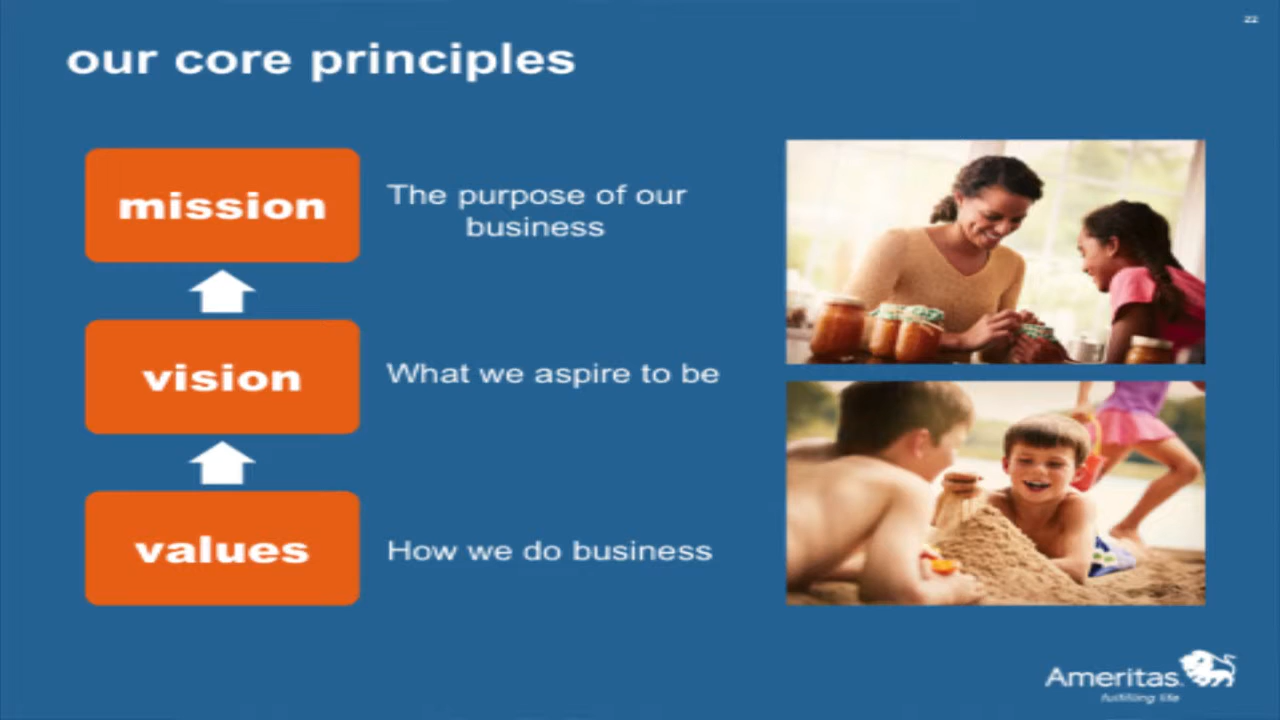 22
our core principles
mission
The purpose of our
business
vision
What we aspire to be
values
How we do business
Ameritas
fulfilling life